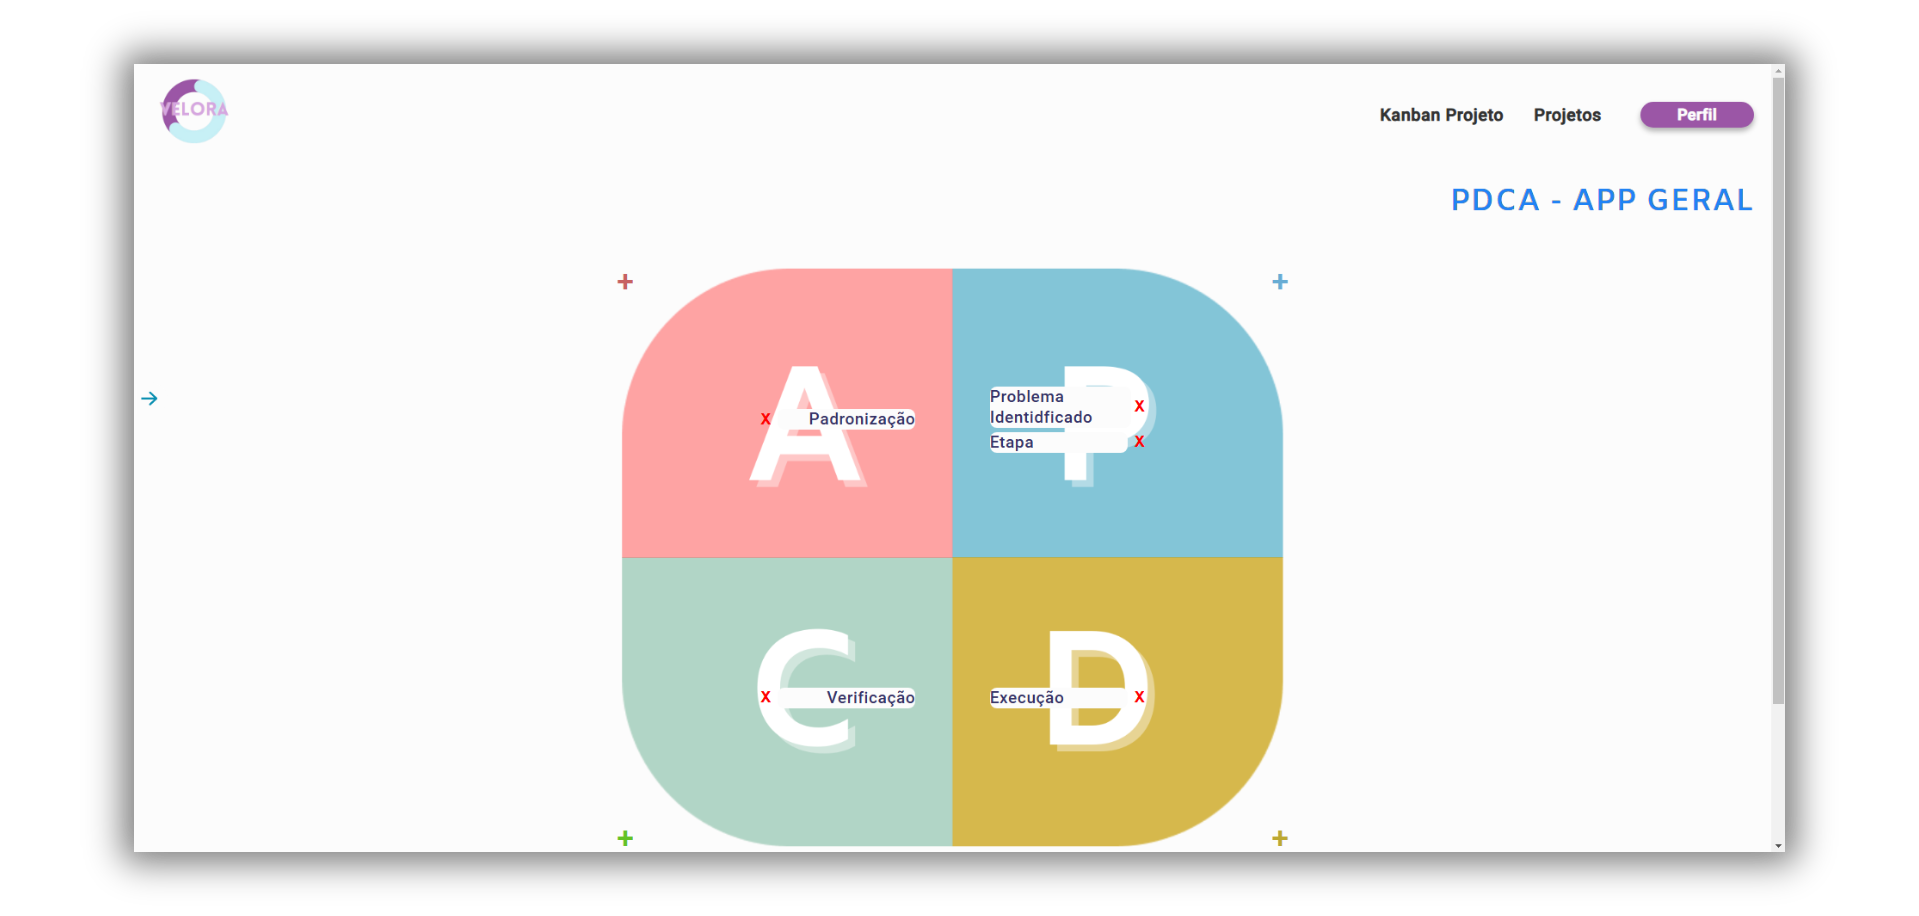 VELORA
Kanban Projeto
Projetos
Perfil
PDCA - APP GERAL
+
+
A
X
Padronização
P
Problema
Identidficado
X
Etapa
X
C
X
Verificação
D
Execução
X
+
+